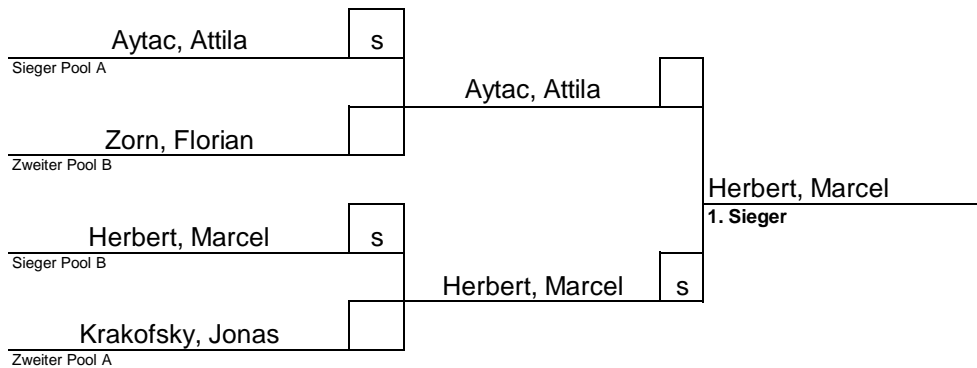 Aytac, Attila s
Sieger Pool A
Aytac, Attila
Zorn, Florian
Zweiter Pool B
Herbert, Marcel
1. Sieger
Herbert, Marcel s
Sieger Pool B
Herbert, Marcel s
Krakofsky, Jonas
Zweiter Pool A